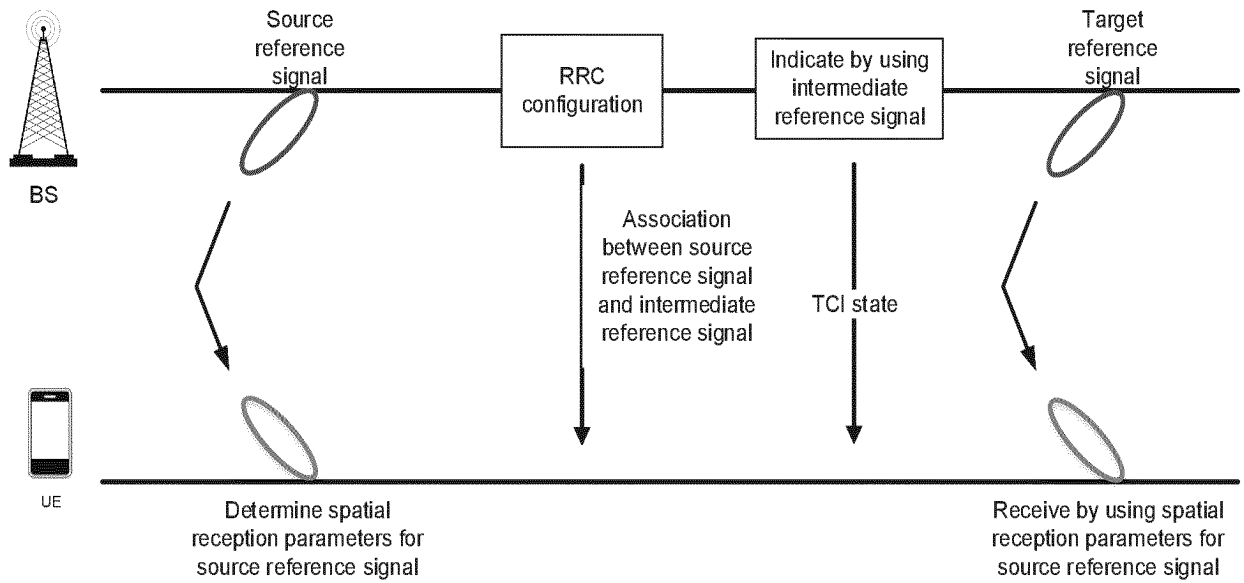 Source
reference
signal
RRC
configuration
Indicate by using
intermediate
reference signal
Target
reference
signal
BS
Association
between source
reference signal
and intermediate
reference signal
TCI state
UE
Determine spatial
reception parameters for
source reference signal
Receive by using spatial
reception parameters for
source reference signal